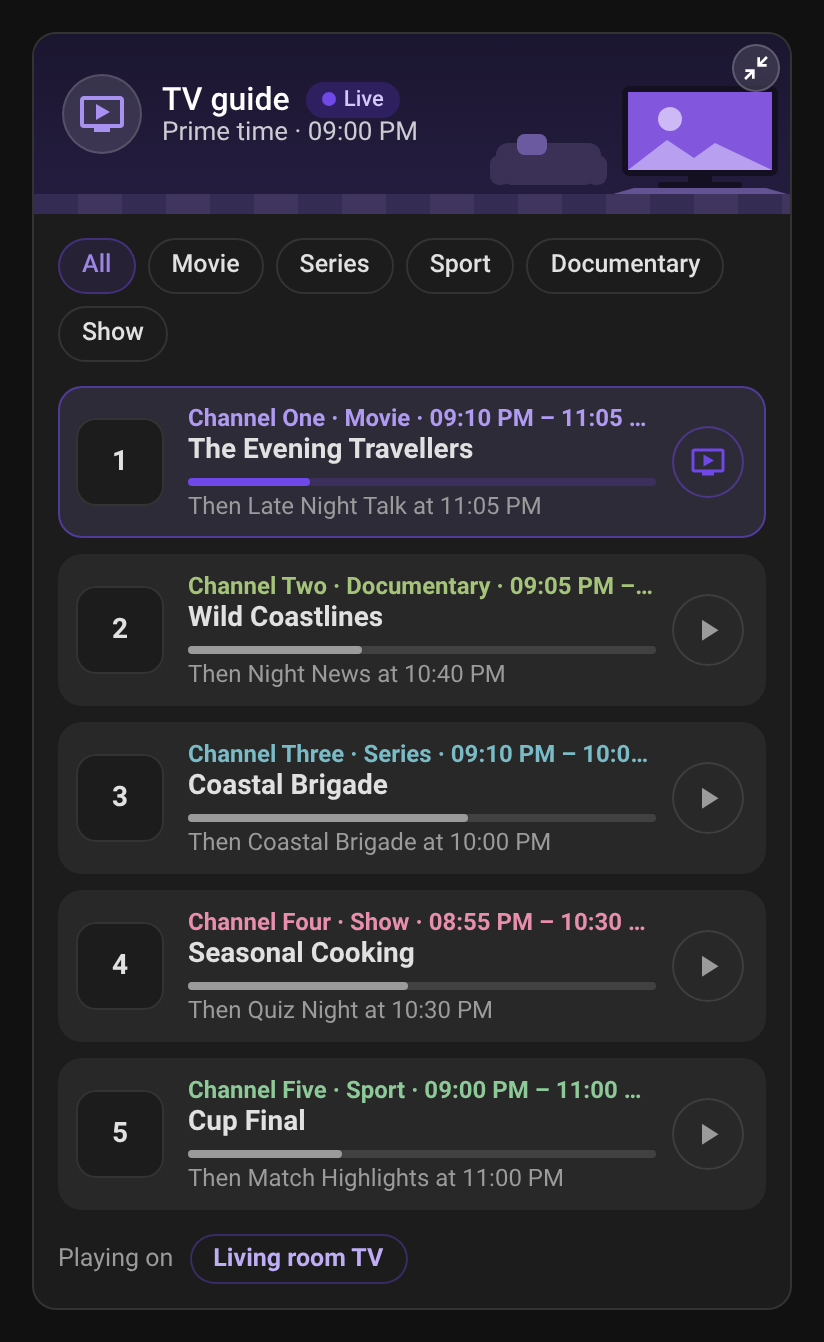 TV guide
Live
Prime time · 09:00 PM
All
Movie
Series
Sport
Documentary
Show
1
Channel One · Movie · 09:10 PM – 11:05 ...
The Evening Travellers
Then Late Night Talk at 11:05 PM
2
Channel Two · Documentary · 09:05 PM –...
Wild Coastlines
Then Night News at 10:40 PM
3
Channel Three · Series · 09:10 PM – 10:0...
Coastal Brigade
Then Coastal Brigade at 10:00 PM
4
Channel Four · Show · 08:55 PM – 10:30 ...
Seasonal Cooking
Then Quiz Night at 10:30 PM
5
Channel Five · Sport · 09:00 PM – 11:00 ...
Cup Final
Then Match Highlights at 11:00 PM
Playing on
Living room TV